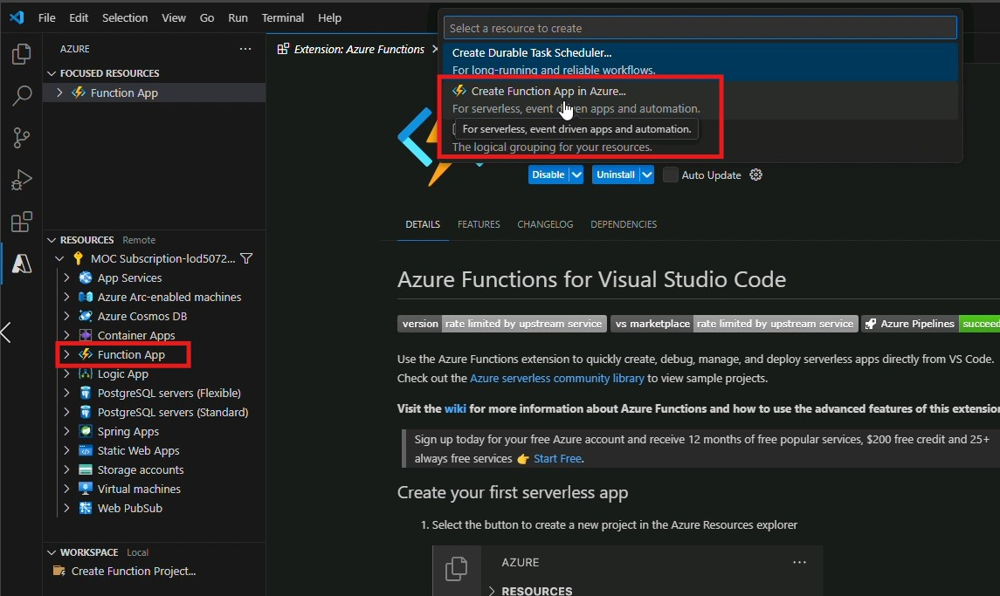 File Edit Selection View Go Run Terminal Help
Select a resource to create
Create Durable Task Scheduler...
For long-running and reliable workflows.
Create Function App in Azure...
For serverless, event driven apps and automation.
For serverless, event driven apps and automation.
The logical grouping for your resources.
AZURE
FOCUSED RESOURCES
Function App
RESOURCES Remote
MOC Subscription-lod5072...
App Services
Azure Arc-enabled machines
Azure Cosmos DB
Container Apps
Function App
Logic App
PostgreSQL servers (Flexible)
PostgreSQL servers (Standard)
Spring Apps
Static Web Apps
Storage accounts
Virtual machines
Web PubSub
WORKSPACE Local
Create Function Project...
Extension: Azure Functions
Disable Uninstall Auto Update
DETAILS FEATURES CHANGELOG DEPENDENCIES
Azure Functions for Visual Studio Code
version rate limited by upstream service vs marketplace rate limited by upstream service Azure Pipelines succeed
Use the Azure Functions extension to quickly create, debug, manage, and deploy serverless apps directly from VS Code.
Check out the Azure serverless community library to view sample projects.
Visit the wiki for more information about Azure Functions and how to use the advanced features of this extension
Sign up today for your free Azure account and receive 12 months of free popular services, $200 free credit and 25+
always free services 👉 Start Free.
Create your first serverless app
1. Select the button to create a new project in the Azure Resources explorer
AZURE
RESOURCES